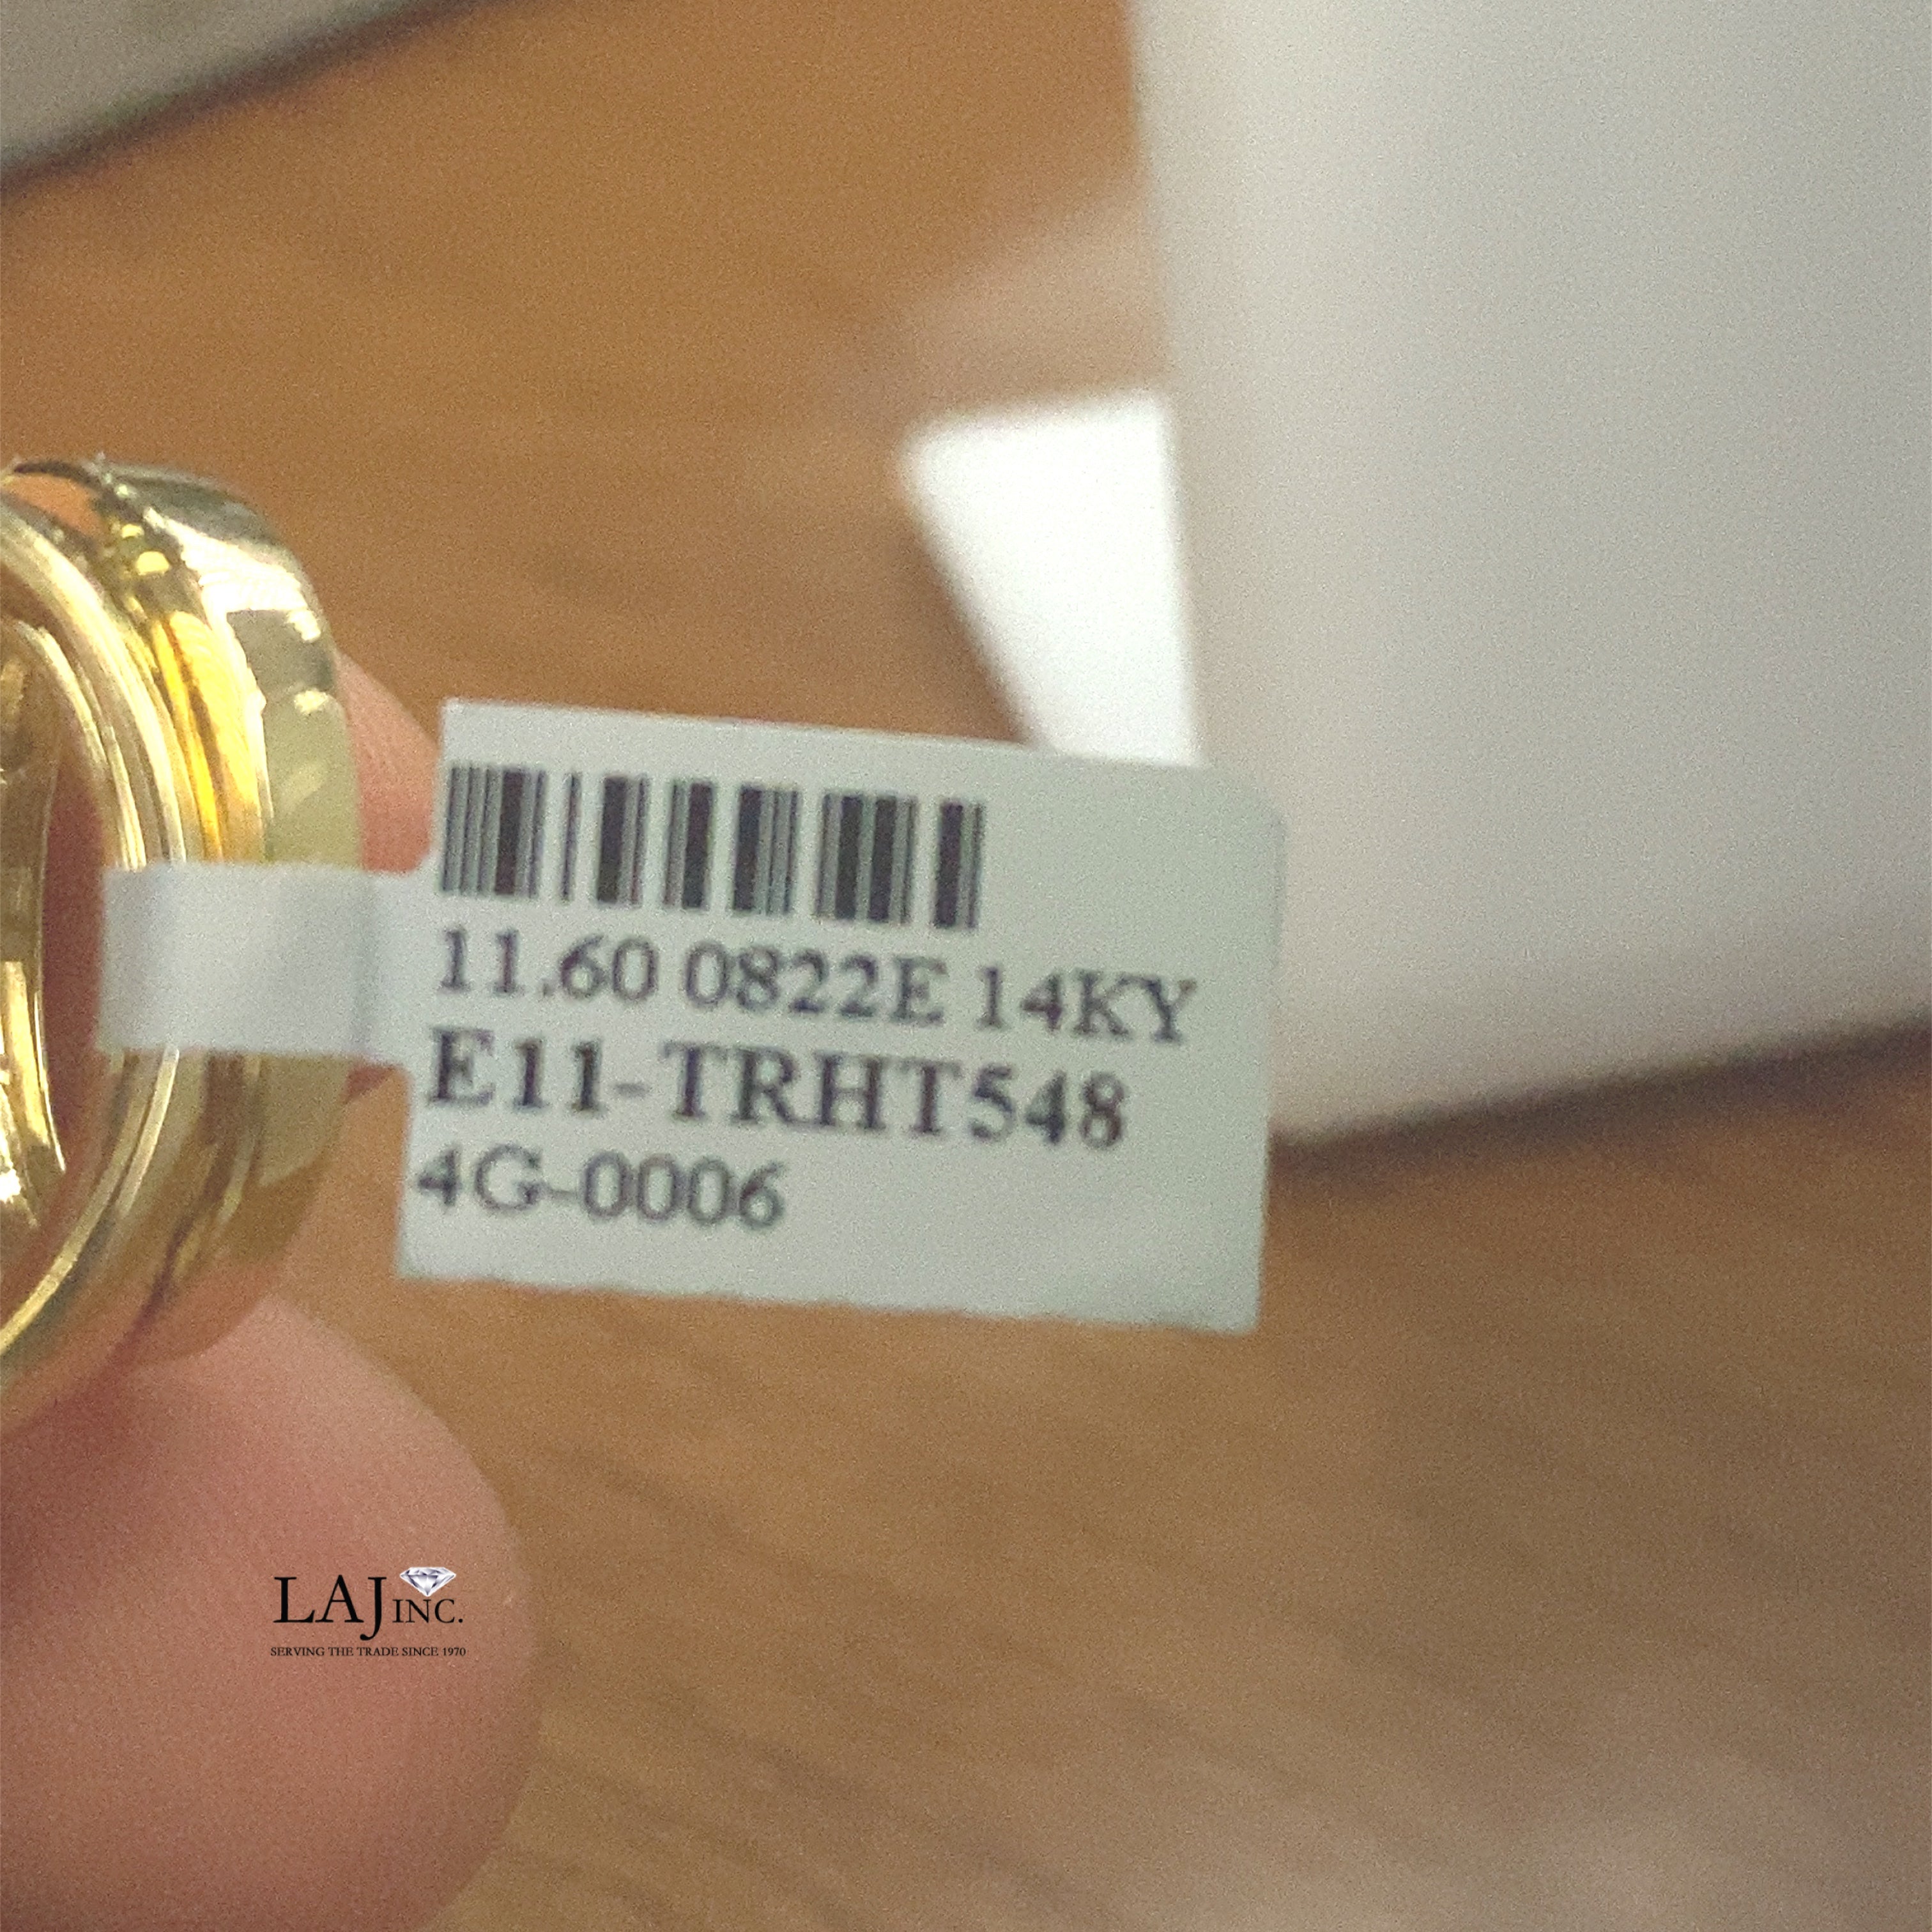 11.60 0822E 14KY
E11-TRHT548
4G-0006
LAJ INC.
SERVING THE TRADE SINCE 1970